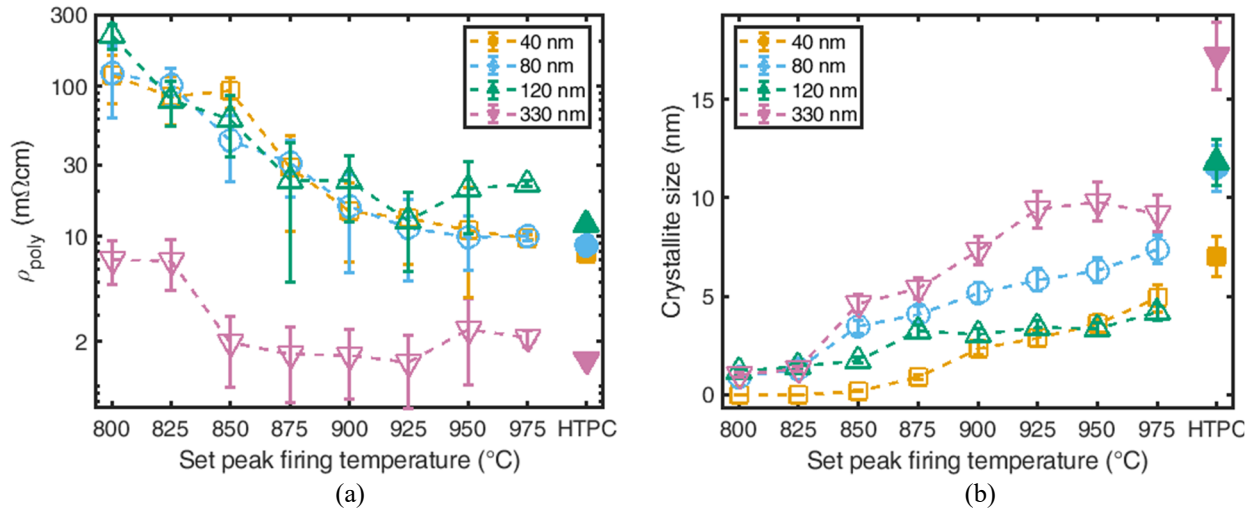 300
100
30
10
2
ρpoly (mΩcm)
40 nm
80 nm
120 nm
330 nm
800 825 850 875 900 925 950 975 HTPC
Set peak firing temperature (°C)
(a)
15
10
5
0
Crystallite size (nm)
40 nm
80 nm
120 nm
330 nm
800 825 850 875 900 925 950 975 HTPC
Set peak firing temperature (°C)
(b)